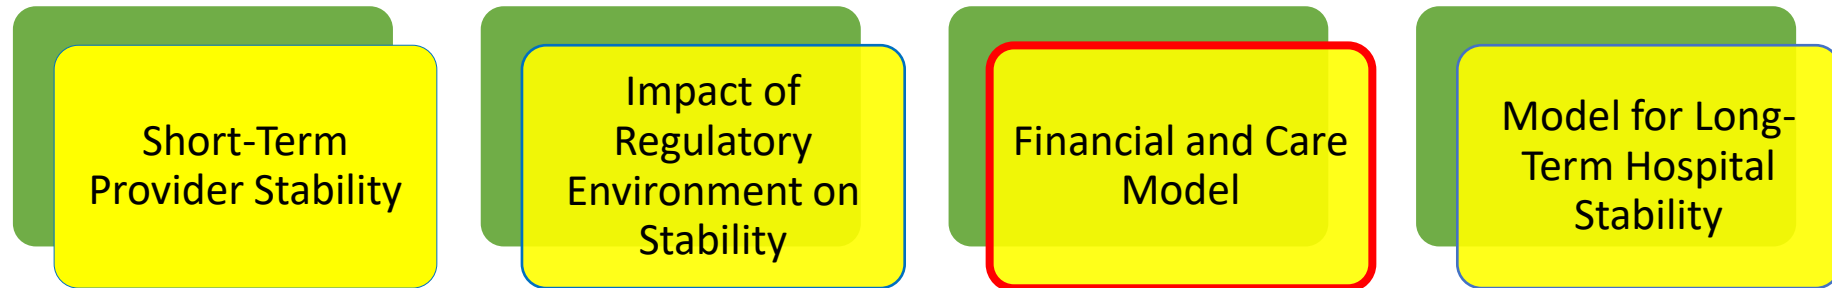 Short-Term
Provider Stability
Impact of
Regulatory
Environment on
Stability
Financial and Care
Model
Model for Long-
Term Hospital
Stability